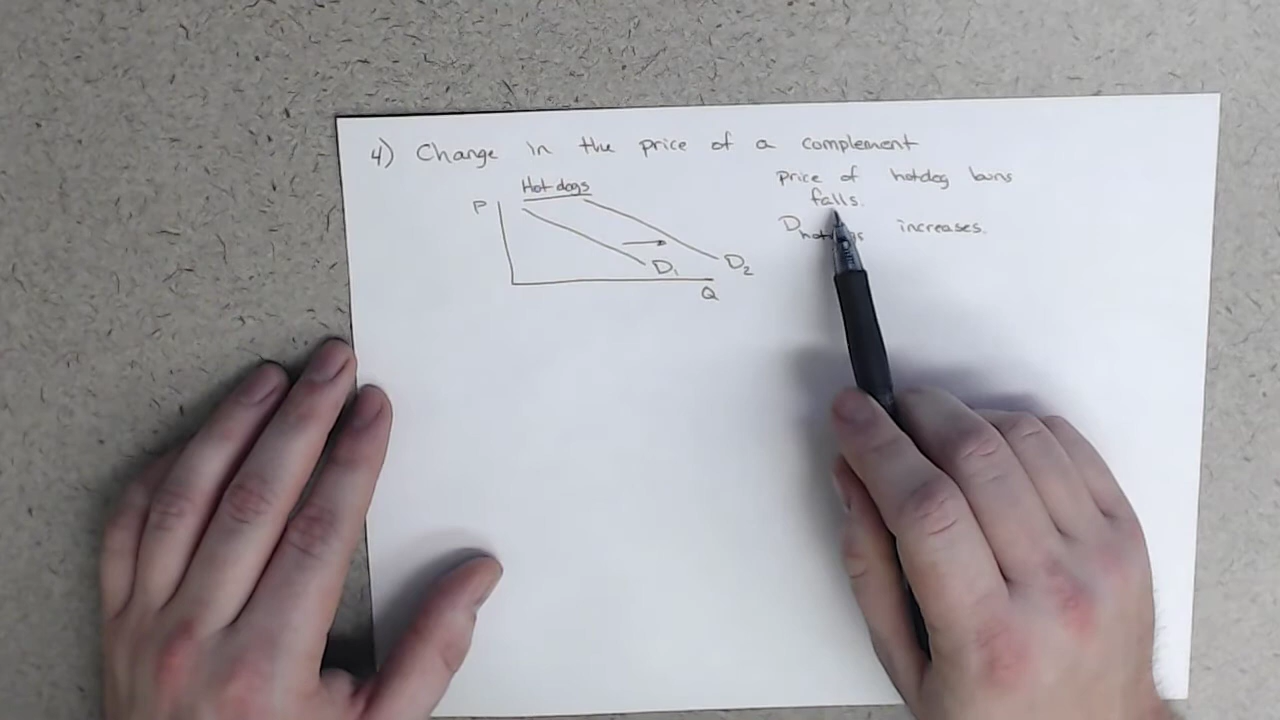 4) Change in the price of a complement
Hot dogs
P
D1
D2
Q
Price of hotdog buns
falls.
D increases.